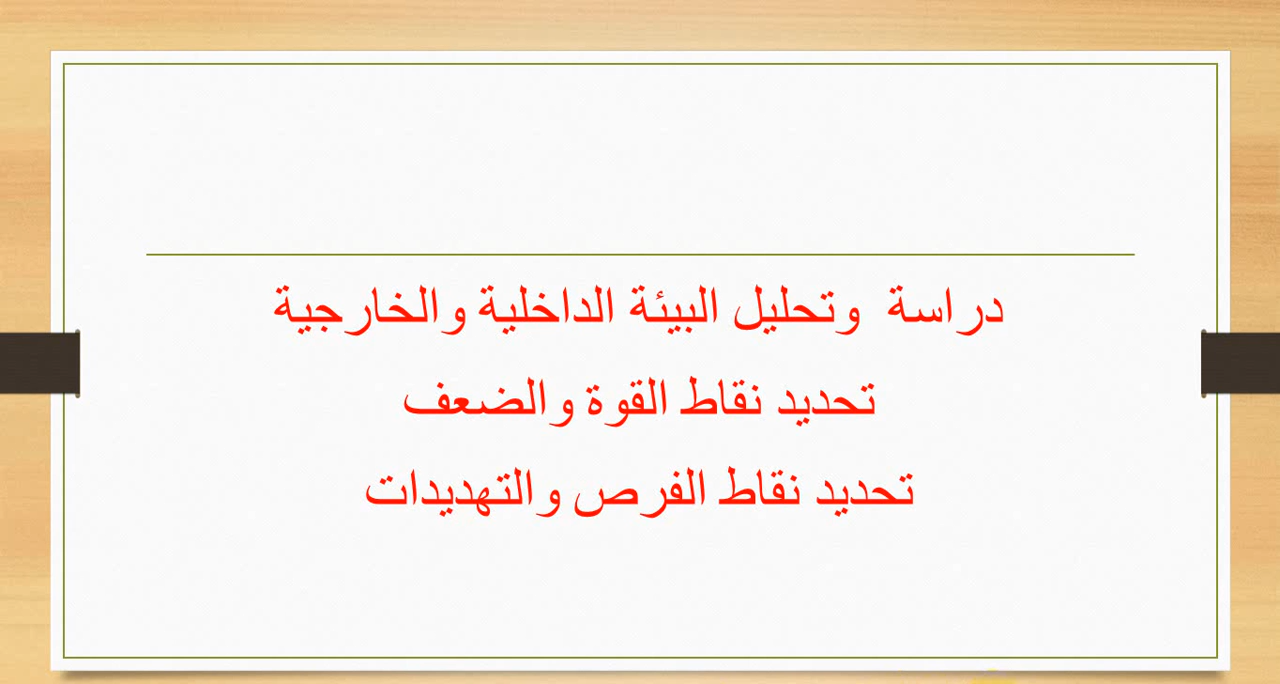 دراسة وتحليل البيئة الداخلية والخارجية
تحديد نقاط القوة والضعف
تحديد نقاط الفرص والتهديدات